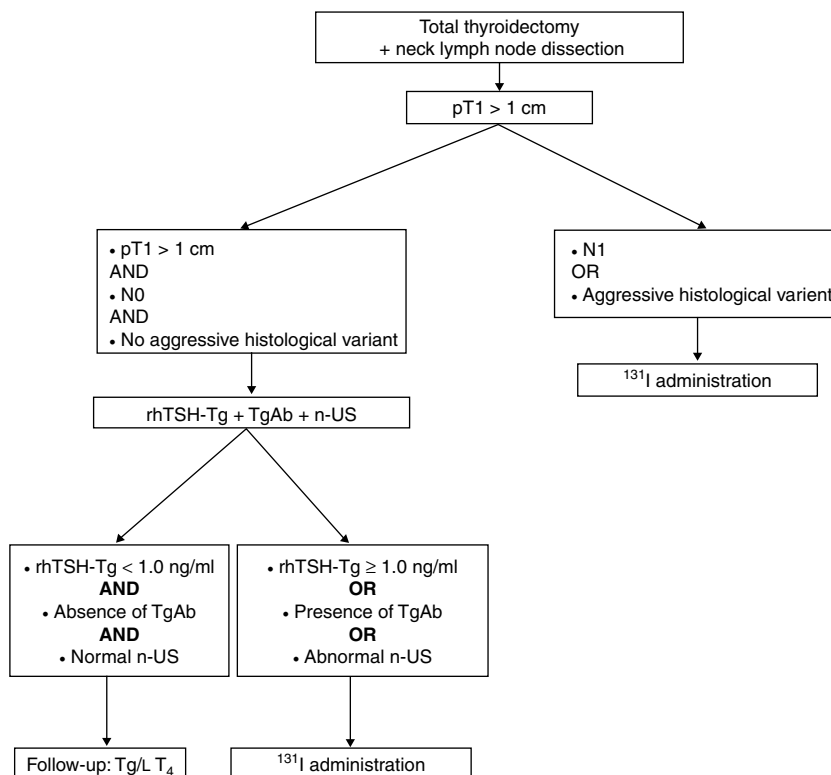 Total thyroidectomy
+ neck lymph node dissection
pT1 > 1 cm
• pT1 > 1 cm
AND
• N0
AND
• No aggressive histological variant
• N1
OR
• Aggressive histological varient
¹³¹I administration
rhTSH-Tg + TgAb + n-US
• rhTSH-Tg < 1.0 ng/ml
AND
• Absence of TgAb
AND
• Normal n-US
• rhTSH-Tg ≥ 1.0 ng/ml
OR
• Presence of TgAb
OR
• Abnormal n-US
Follow-up: Tg/L T₄
¹³¹I administration